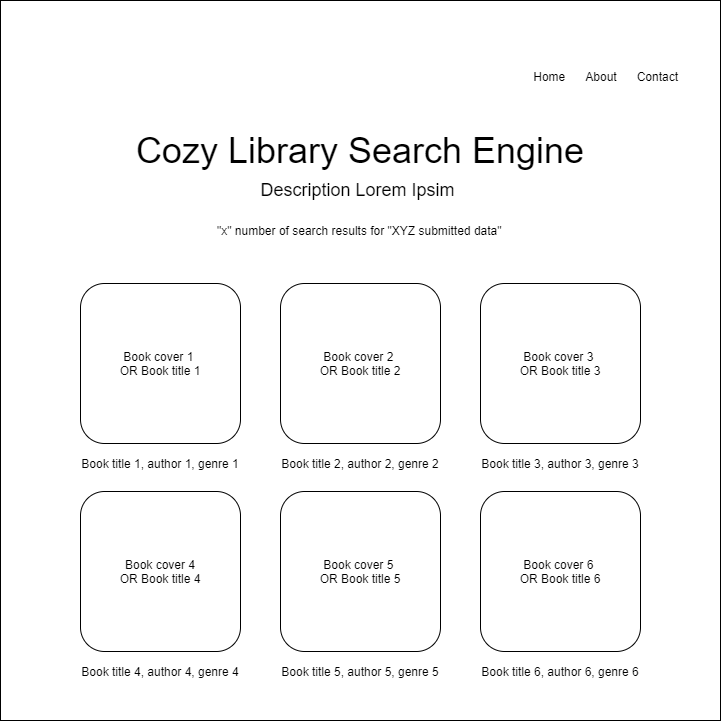 Home About Contact
Cozy Library Search Engine
Description Lorem Ipsim
"x" number of search results for "XYZ submitted data"
Book cover 1
OR Book title 1
Book cover 2
OR Book title 2
Book cover 3
OR Book title 3
Book title 1, author 1, genre 1
Book title 2, author 2, genre 2
Book title 3, author 3, genre 3
Book cover 4
OR Book title 4
Book cover 5
OR Book title 5
Book cover 6
OR Book title 6
Book title 4, author 4, genre 4
Book title 5, author 5, genre 5
Book title 6, author 6, genre 6